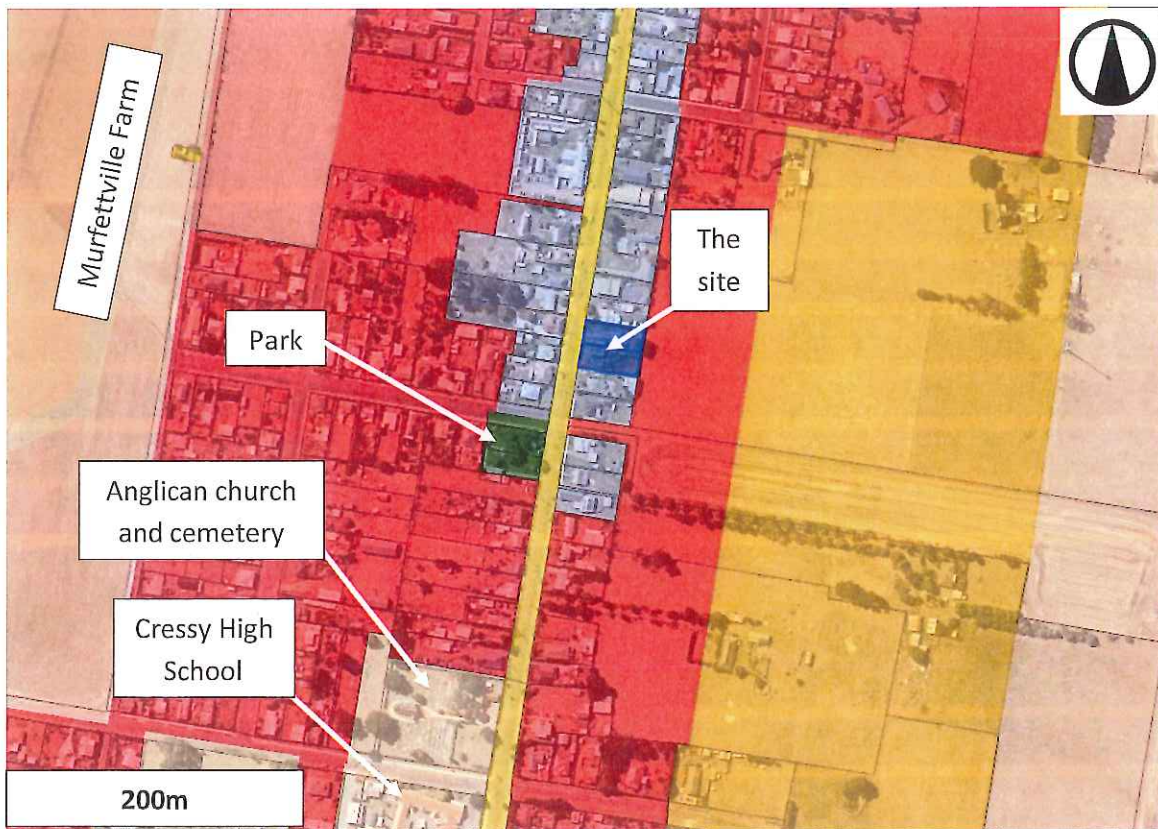 Murfettville Farm
The
site
Park
Anglican church
and cemetery
Cressy High
School
200m